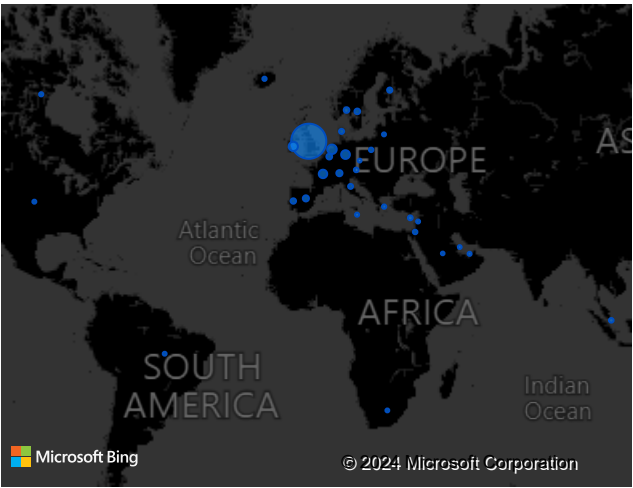 AS
EUROPE
Atlantic
Ocean
AFRICA
SOUTH
AMERICA
Indian
Ocean
Microsoft Bing
© 2024 Microsoft Corporation